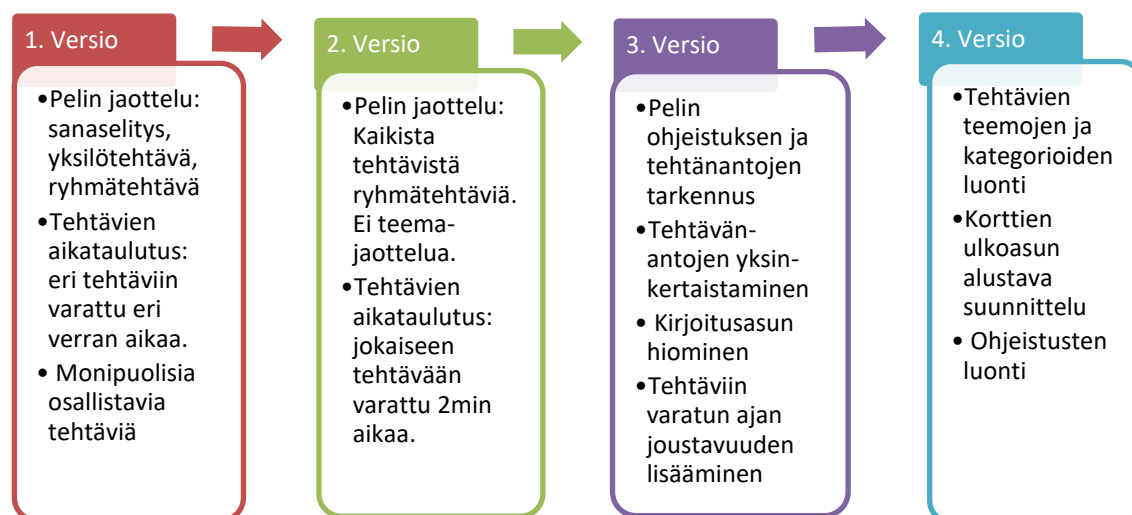 1. Versio
•Pelin jaottelu:
sanaselitys,
yksilötehtävä,
ryhmätehtävä
•Tehtävien
aikataulutus:
eri tehtäviin
varattu eri
verran aikaa.
• Monipuolisia
osallistavia
tehtäviä
2. Versio
•Pelin jaottelu:
Kaikista
tehtävistä
ryhmätehtäviä.
Ei teema-
jaottelua.
•Tehtävien
aikataulutus:
jokaiseen
tehtävään
varattu 2min
aikaa.
3. Versio
•Pelin
ohjeistuksen ja
tehtänantojen
tarkennus
•Tehtävän-
antojen yksin-
kertaistaminen
• Kirjoitusasun
hiominen
•Tehtäviin
varatun ajan
joustavuuden
lisääminen
4. Versio
•Tehtävien
teemojen ja
kategorioiden
luonti
•Korttien
ulkoasun
alustava
suunnittelu
• Ohjeistusten
luonti